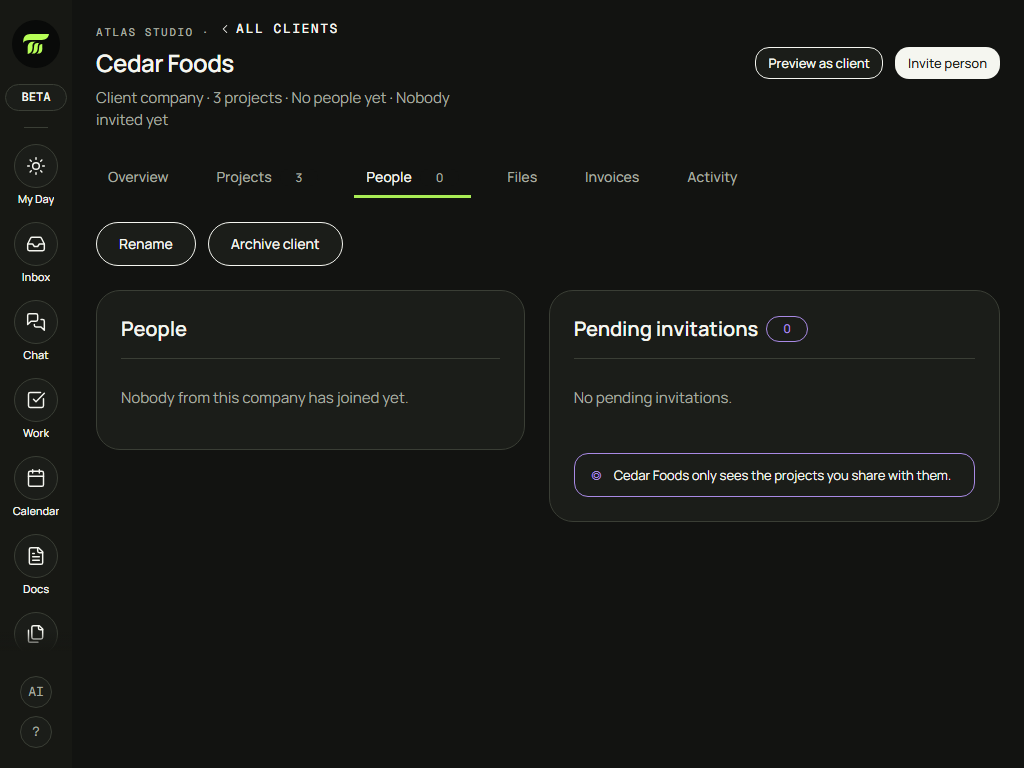 ATLAS STUDIO ·
ALL CLIENTS
Cedar Foods
Client company · 3 projects · No people yet · Nobody
invited yet
Preview as client
Invite person
BETA
My Day
Inbox
Chat
Work
Calendar
Docs
AI
?
Overview
Projects 3
People 0
Files
Invoices
Activity
Rename
Archive client
People
Nobody from this company has joined yet.
Pending invitations 0
No pending invitations.
Cedar Foods only sees the projects you share with them.